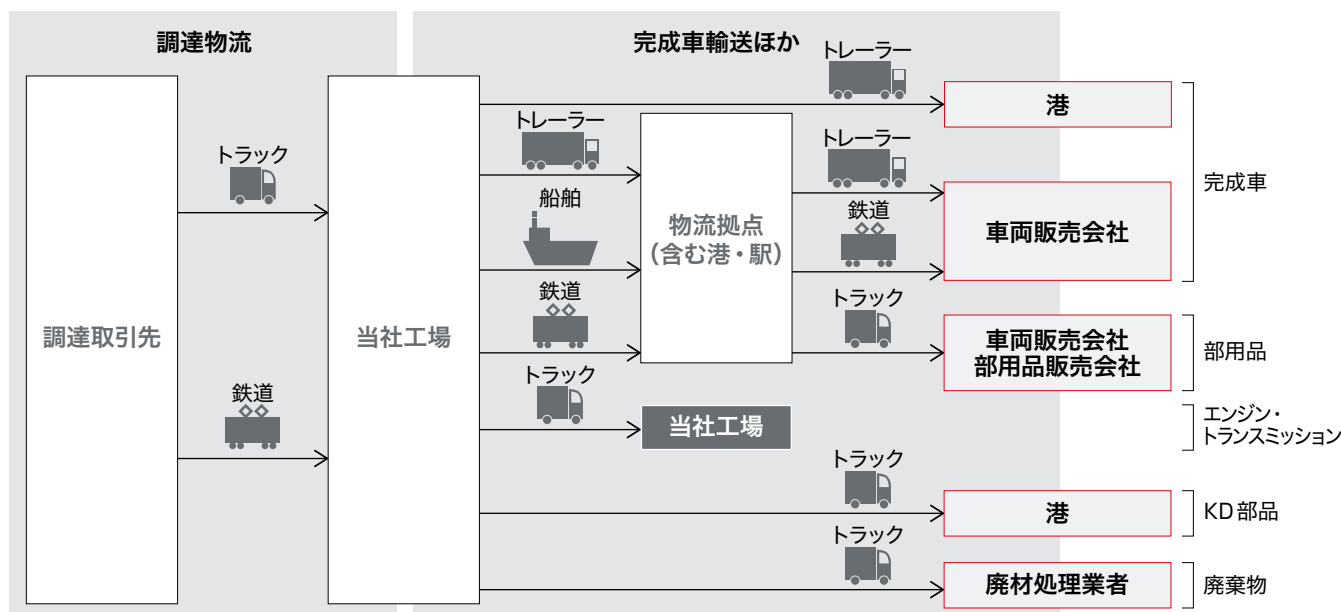 調達物流
完成車輸送ほか
トレーラー
港
トレーラー
トレーラー
トラック
完成車
船舶
鉄道
物流拠点
（含む港・駅）
車両販売会社
鉄道
トラック
調達取引先
当社工場
車両販売会社
部用品販売会社
部用品
鉄道
トラック
当社工場
エンジン・
トランスミッション
トラック
港
KD部品
トラック
廃材処理業者
廃棄物